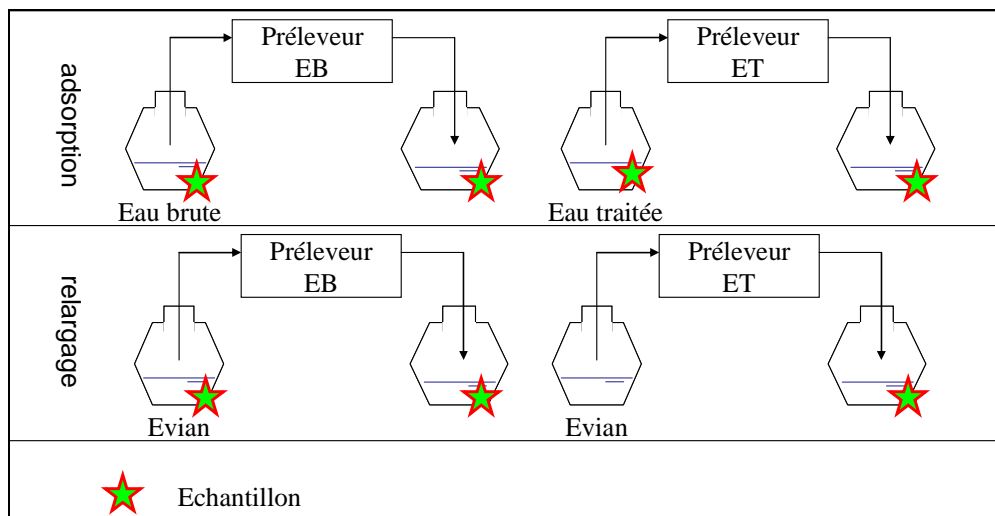 adsorption
Préleveur
EB
Préleveur
ET
Eau brute
Eau traitée
relargage
Préleveur
EB
Préleveur
ET
Evian
Evian
Echantillon